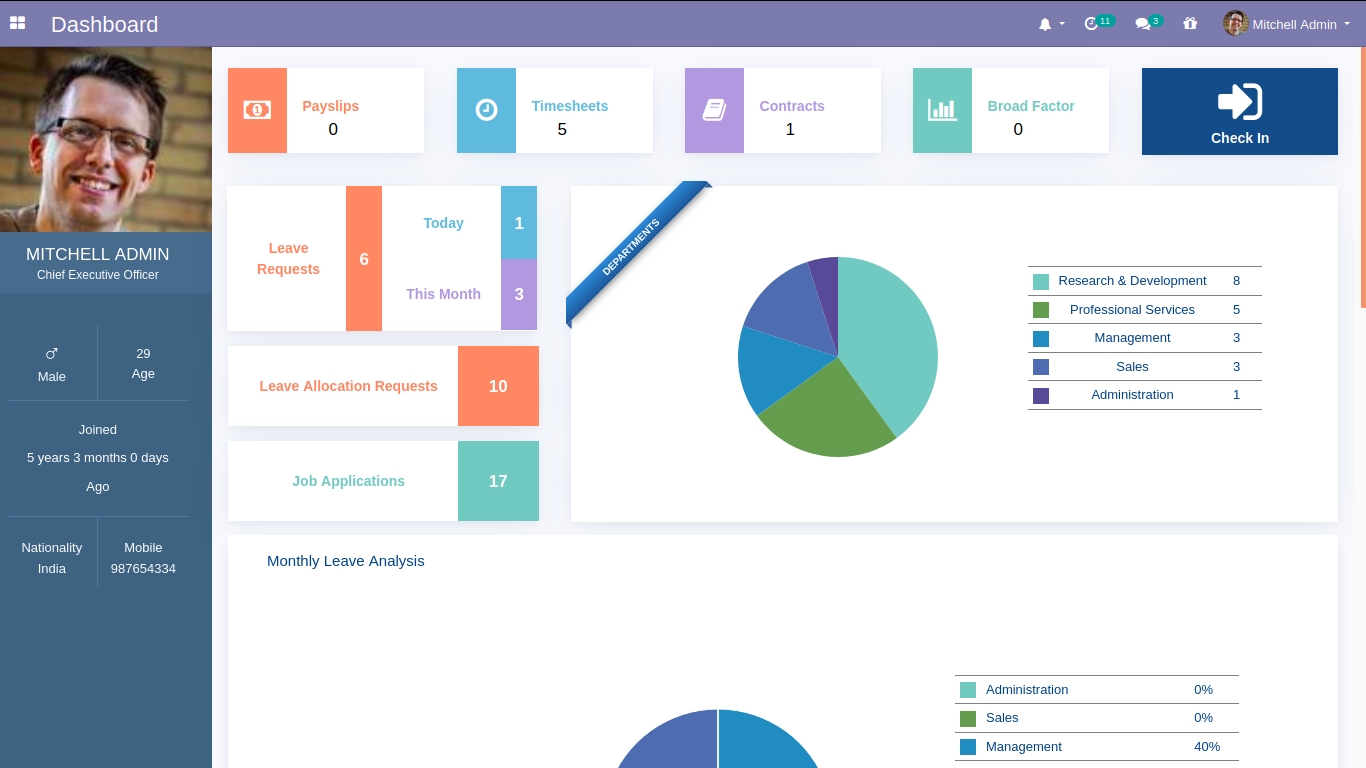 Dashboard
11
3
Mitchell Admin
MITCHELL ADMIN
Chief Executive Officer
Male
29
Age
Joined
5 years 3 months 0 days
Ago
Nationality
India
Mobile
987654334
Payslips
0
Timesheets
5
Contracts
1
Broad Factor
0
Check In
Leave
Requests
6
Today
1
This Month
3
Leave Allocation Requests
10
Job Applications
17
DEPARTMENTS
Research & Development 8
Professional Services 5
Management 3
Sales 3
Administration 1
Monthly Leave Analysis
Administration 0%
Sales 0%
Management 40%